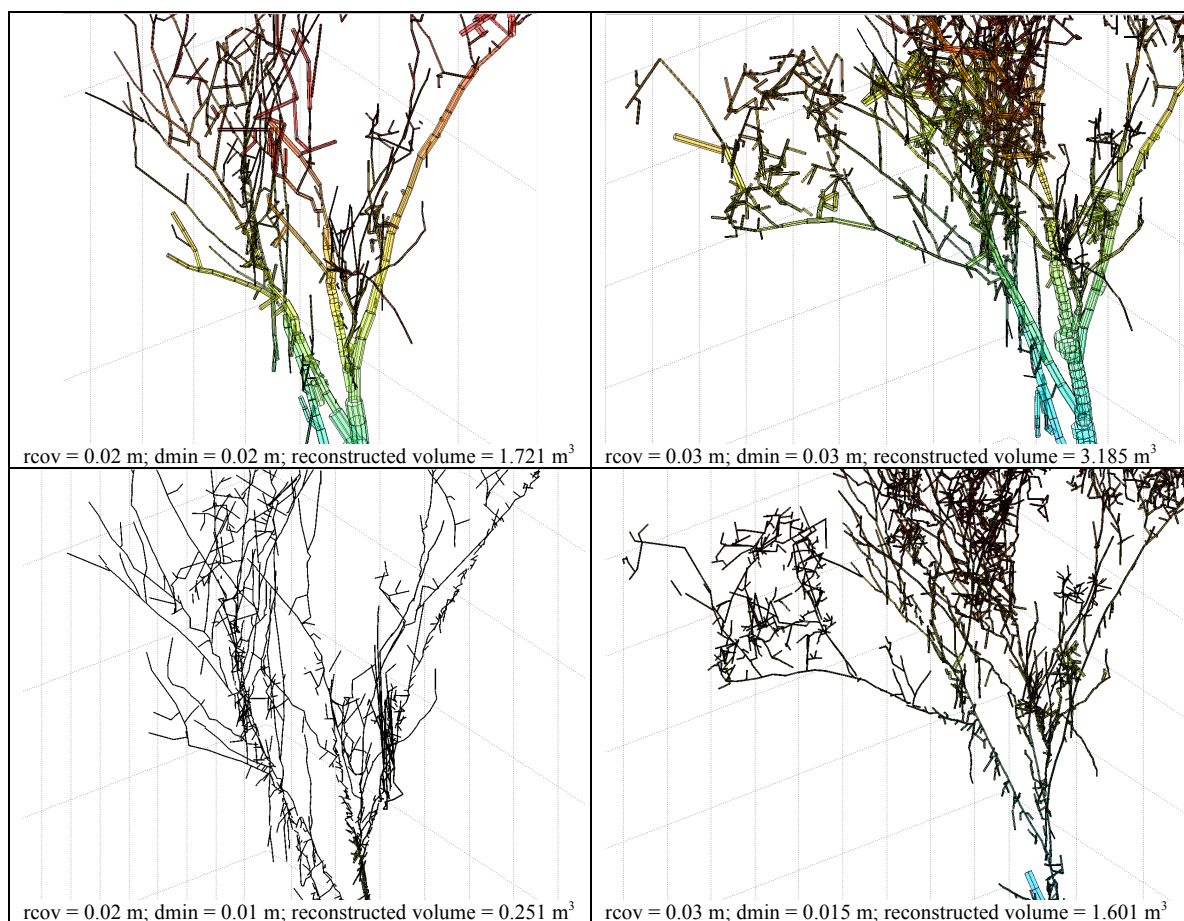 rcov = 0.02 m; dmin = 0.02 m; reconstructed volume = 1.721 m³
rcov = 0.03 m; dmin = 0.03 m; reconstructed volume = 3.185 m³
rcov = 0.02 m; dmin = 0.01 m; reconstructed volume = 0.251 m³
rcov = 0.03 m; dmin = 0.015 m; reconstructed volume = 1.601 m³